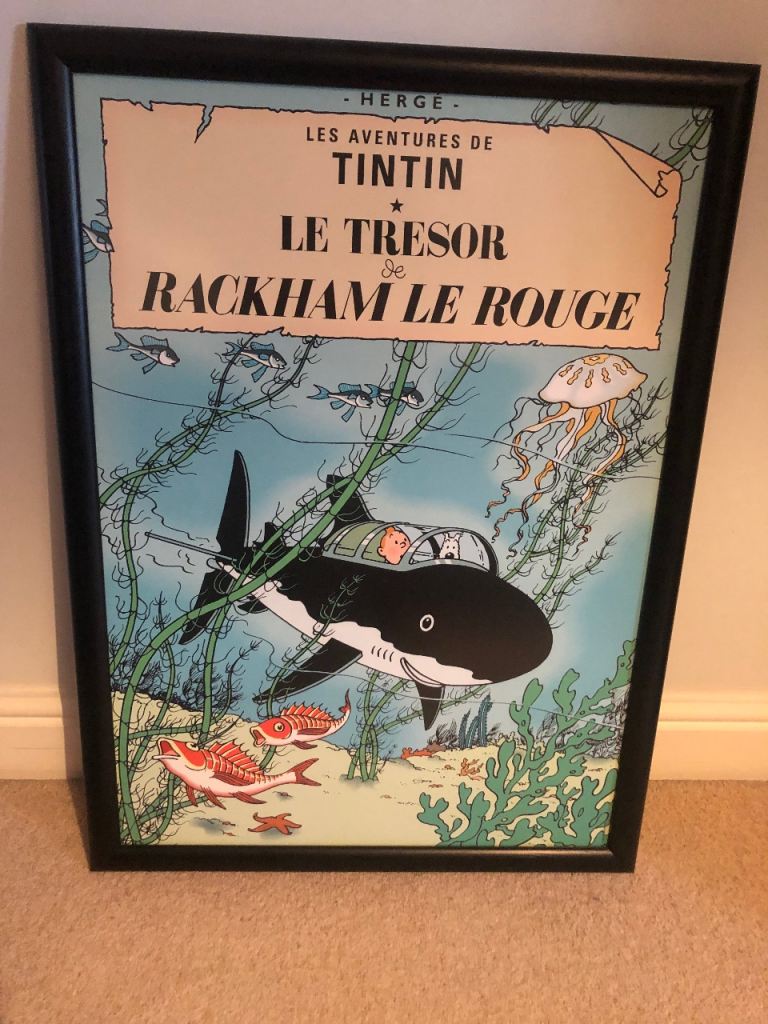 - HERGÉ -
LES AVENTURES DE
TINTIN
LE TRESOR
de
RACKHAM LE ROUGE